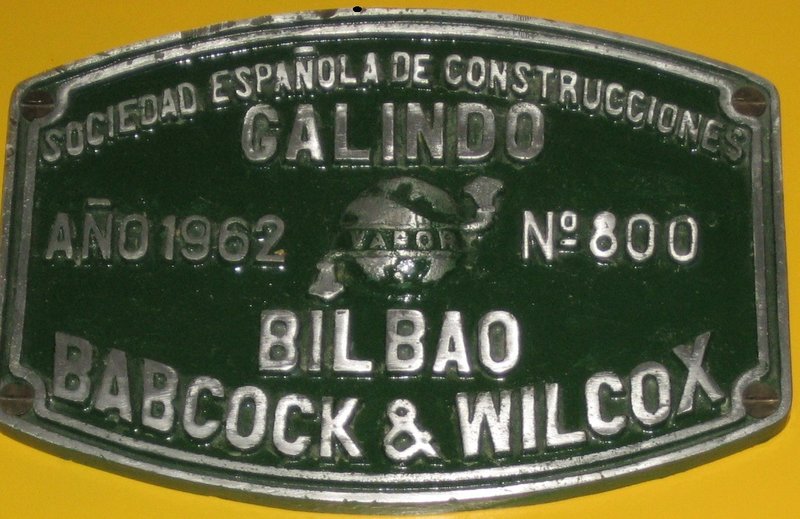 SOCIEDAD ESPAÑOLA DE CONSTRUCCIONES
GALINDO
AÑO 1962
VAPOR
Nº 800
BILBAO
BABCOCK & WILCOX